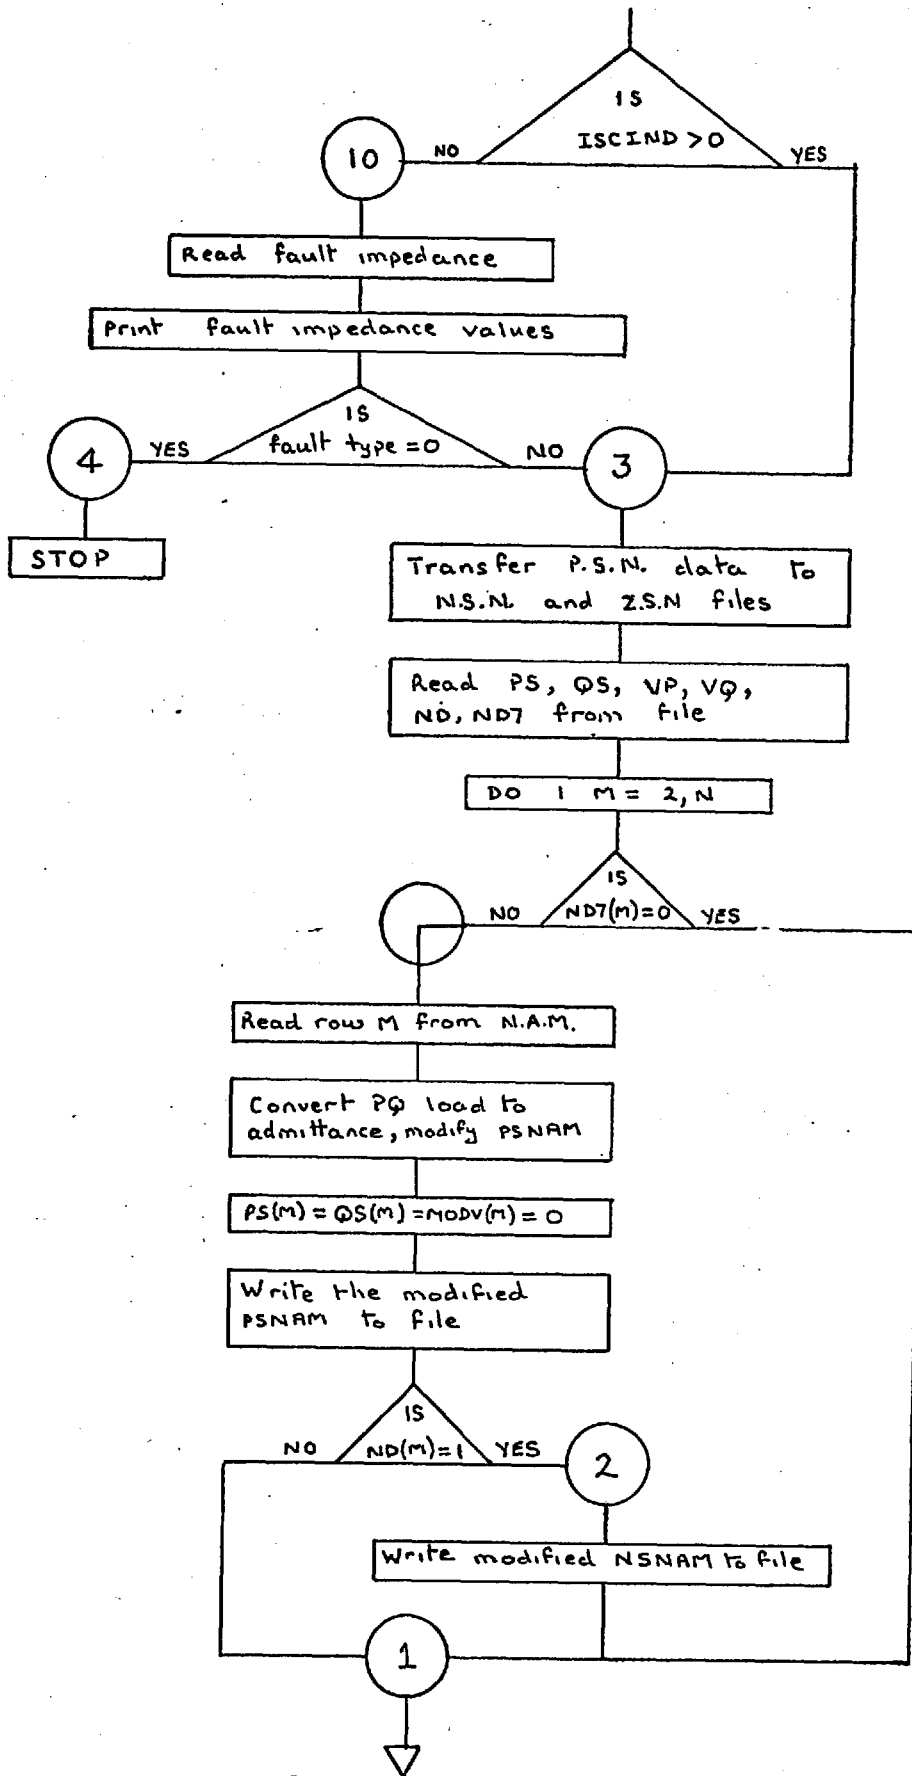 IS
ISCIND > 0
NO
YES
10
Read fault impedance
Print fault impedance values
IS
fault type = 0
YES
NO
4
3
STOP
Transfer P.S.N. data to
N.S.N. and Z.S.N files
Read PS, QS, VP, VQ,
ND, ND7 from file
DO 1 M = 2, N
IS
ND7(M)=0
NO
YES
Read row M from N.A.M.
Convert PQ load to
admittance, modify PSNAM
PS(M) = QS(M) = MODV(M) = 0
Write the modified
PSNAM to file
IS
ND(M)=1
NO
YES
2
Write modified NSNAM to file
1